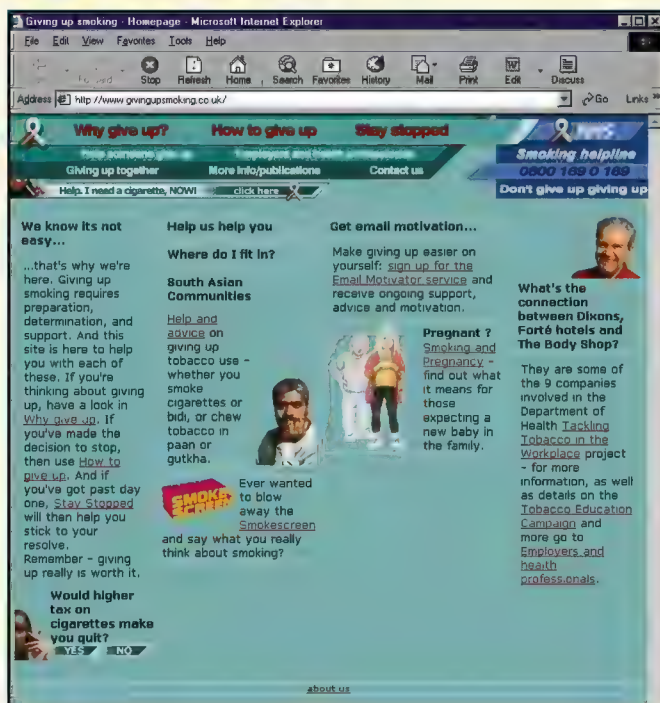 Giving up smoking - Homepage - Microsoft Internet Explorer
File Edit View Favorites Tools Help
Stop Refresh Home Search Favorites History Mail Print Edit Discuss
Address http://www.givingupsmoking.co.uk/ Go Links »
Why give up? How to give up Stay stopped
Giving up together More info/publications Contact us
Help. I need a cigarette, NOW! click here
NHS
Smoking helpline
0800 169 0 169
Don't give up giving up
We know its not
easy...
...that's why we're
here. Giving up
smoking requires
preparation,
determination, and
support. And this
site is here to help
you with each of
these. If you're
thinking about giving
up, have a look in
Why give up. If
you've made the
decision to stop,
then use How to
give up. And if
you've got past day
one, Stay Stopped
will then help you
stick to your
resolve.
Remember - giving
up really is worth it.
Would higher
tax on
cigarettes make
you quit?
YES NO
Help us help you
Where do I fit in?
South Asian
Communities
Help and
advice on
giving up
tobacco use -
whether you
smoke
cigarettes or
bidi, or chew
tobacco in
paan or
gutkha.
SMOKE
SCREEN
Ever wanted
to blow
away the
Smokescreen
and say what you really
think about smoking?
Get email motivation...
Make giving up easier on
yourself: sign up for the
Email Motivator service and
receive ongoing support,
advice and motivation.
Pregnant ?
Smoking and
Pregnancy -
find out what
it means for
those
expecting a
new baby in
the family.
What's the
connection
between Dixons,
Forté hotels and
The Body Shop?
They are some of
the 9 companies
involved in the
Department of
Health Tackling
Tobacco in the
Workplace project
- for more
information, as well
as details on the
Tobacco Education
Campaign and
more go to
Employers and
health
professionals.
about us